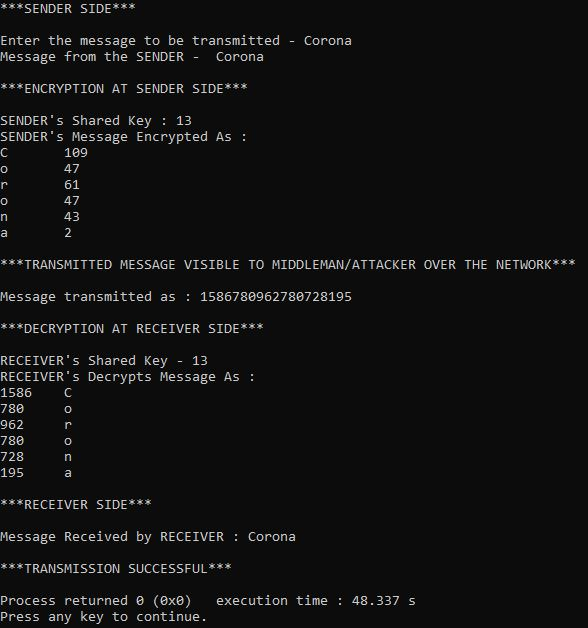 ***SENDER SIDE***
Enter the message to be transmitted - Corona
Message from the SENDER -  Corona
***ENCRYPTION AT SENDER SIDE***
SENDER's Shared Key : 13
SENDER's Message Encrypted As :
C       109
o       47
r       61
o       47
n       43
a       2
***TRANSMITTED MESSAGE VISIBLE TO MIDDLEMAN/ATTACKER OVER THE NETWORK***
Message transmitted as : 1586780962780728195
***DECRYPTION AT RECEIVER SIDE***
RECEIVER's Shared Key - 13
RECEIVER's Decrypts Message As :
1586    C
780     o
962     r
780     o
728     n
195     a
***RECEIVER SIDE***
Message Received by RECEIVER : Corona
***TRANSMISSION SUCCESSFUL***
Process returned 0 (0x0)   execution time : 48.337 s
Press any key to continue.